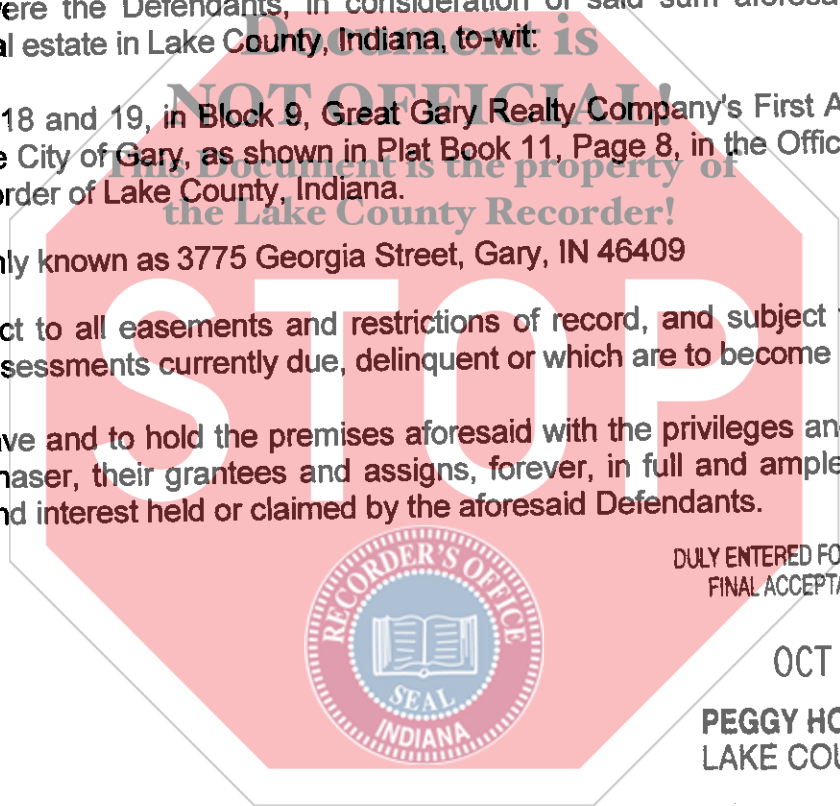 ere the Defendants, in consideration of said sum afores
al estate in Lake County, Indiana, to-wit:
Document is
NOT OFFICIAL!
This Document is the property of
the Lake County Recorder!
18 and 19, in Block 9, Great Gary Realty Company's First A
e City of Gary, as shown in Plat Book 11, Page 8, in the Offic
order of Lake County, Indiana.
nly known as 3775 Georgia Street, Gary, IN 46409
ct to all easements and restrictions of record, and subject
sessments currently due, delinquent or which are to become
STOP
ve and to hold the premises aforesaid with the privileges an
haser, their grantees and assigns, forever, in full and ample
nd interest held or claimed by the aforesaid Defendants.
RECORDER'S OFFICE
SEAL
INDIANA
DULY ENTERED FO
FINAL ACCEPTA
OCT
PEGGY HO
LAKE COU